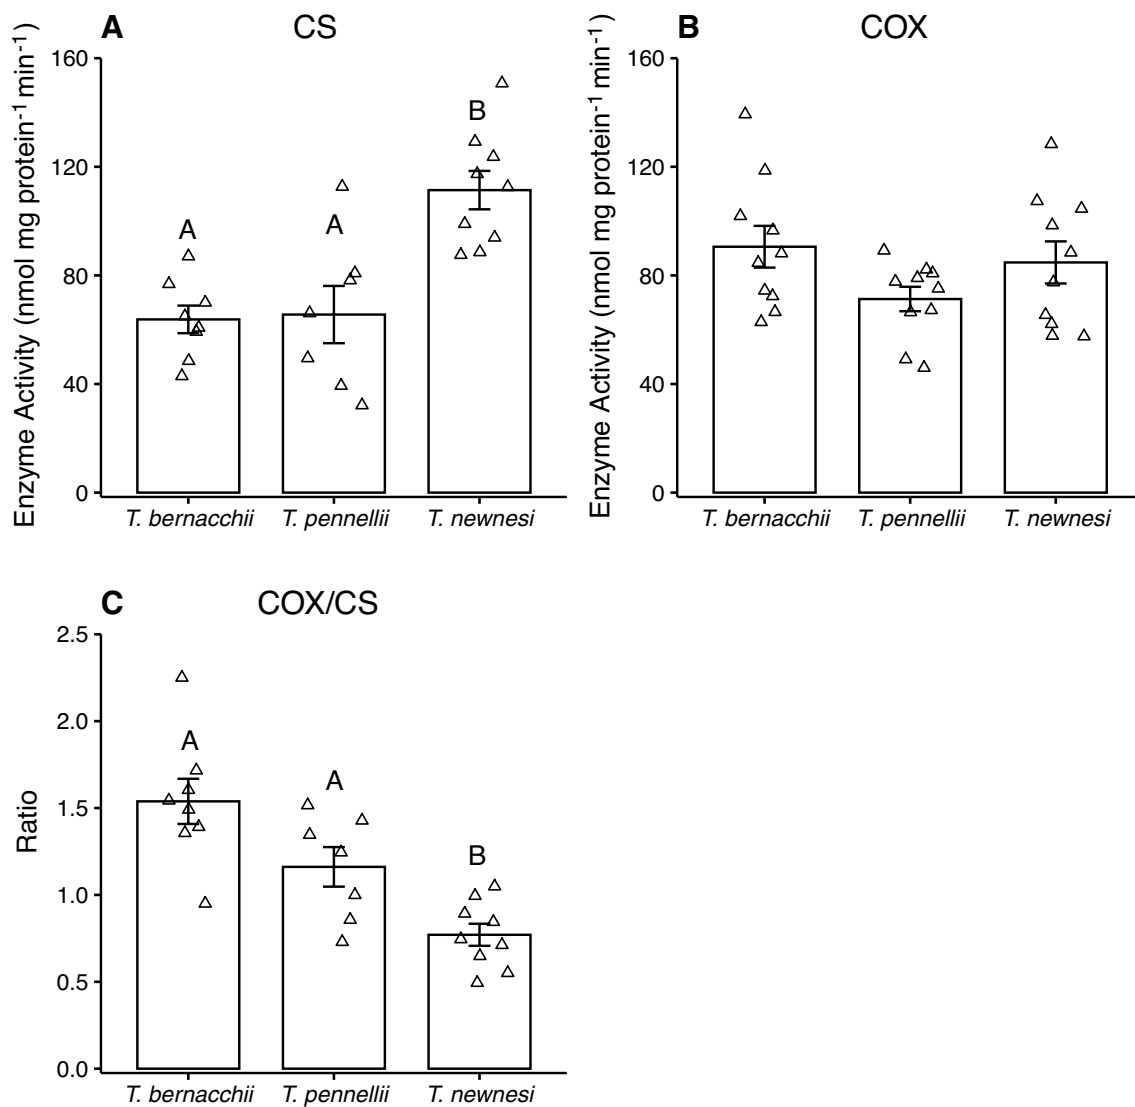 A CS
Enzyme Activity (nmol mg protein-1 min-1)
160
120
80
40
0
B
A
A
T. bernacchii T. pennellii T. newnesi
B COX
Enzyme Activity (nmol mg protein-1 min-1)
160
120
80
40
0
T. bernacchii T. pennellii T. newnesi
C COX/CS
Ratio
2.5
2.0
1.5
1.0
0.5
0.0
A
A
B
T. bernacchii T. pennellii T. newnesi